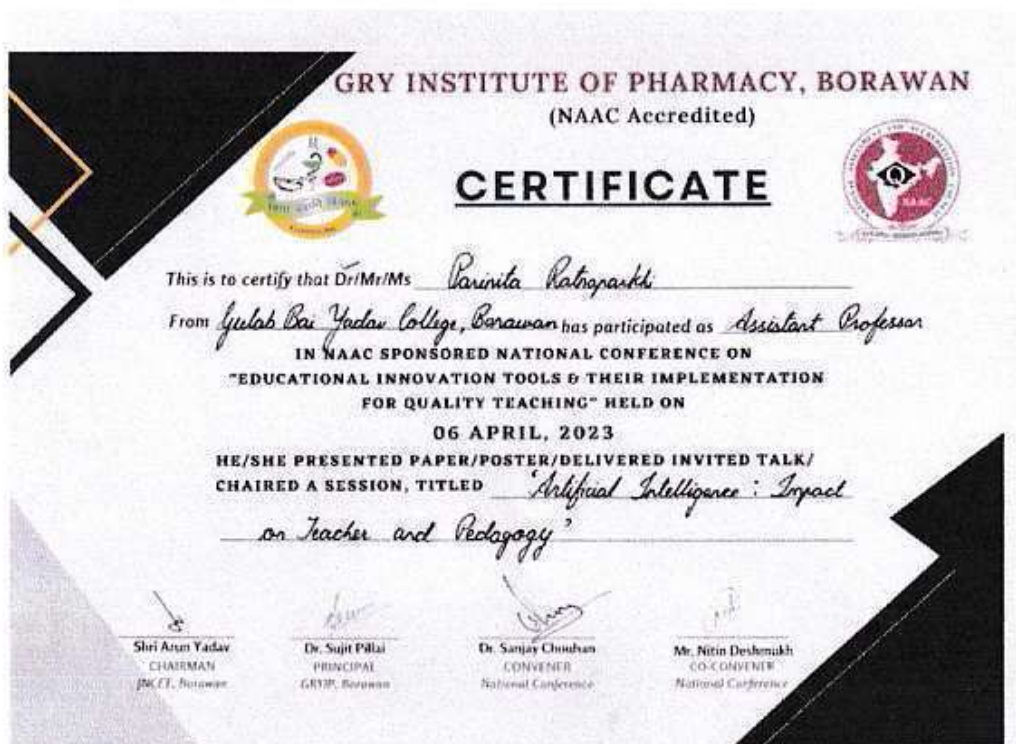 GRY INSTITUTE OF PHARMACY, BORAWAN
(NAAC Accredited)
CERTIFICATE
NAAC
This is to certify that Dr/Mr/Ms Parinita Ratnaparkhi
From Gulab Bai Yadav College, Borawan has participated as Assistant Professor
IN NAAC SPONSORED NATIONAL CONFERENCE ON
"EDUCATIONAL INNOVATION TOOLS & THEIR IMPLEMENTATION
FOR QUALITY TEACHING" HELD ON
06 APRIL, 2023
HE/SHE PRESENTED PAPER/POSTER/DELIVERED INVITED TALK/
CHAIRED A SESSION, TITLED 'Artificial Intelligence : Impact
on Teacher and Pedagogy'
Shri Arun Yadav
CHAIRMAN
JNCET, Borawan
Dr. Sujit Pillai
PRINCIPAL
GRYIP, Borawan
Dr. Sanjay Chouhan
CONVENER
National Conference
Mr. Nitin Deshmukh
CO-CONVENER
National Conference